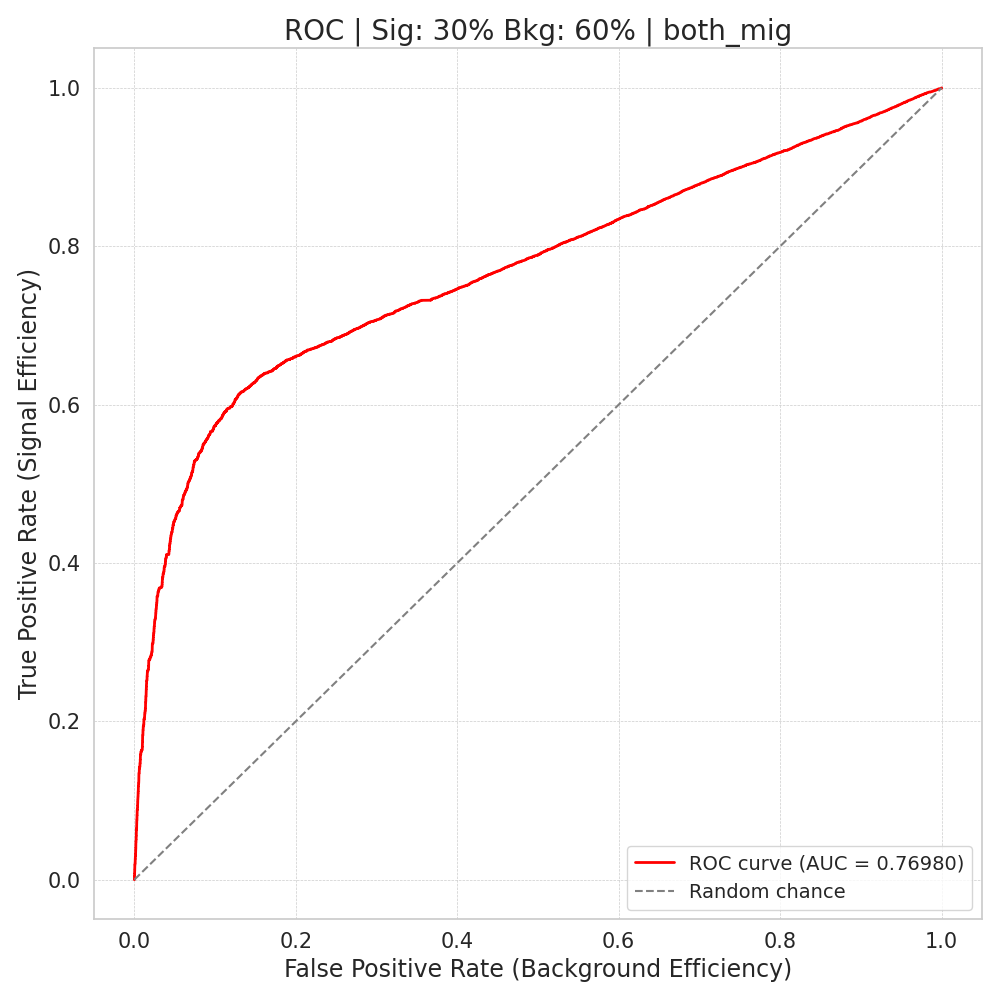 ROC | Sig: 30% Bkg: 60% | both_mig
True Positive Rate (Signal Efficiency)
1.0
0.8
0.6
0.4
0.2
0.0
ROC curve (AUC = 0.76980)
Random chance
0.0 0.2 0.4 0.6 0.8 1.0
False Positive Rate (Background Efficiency)